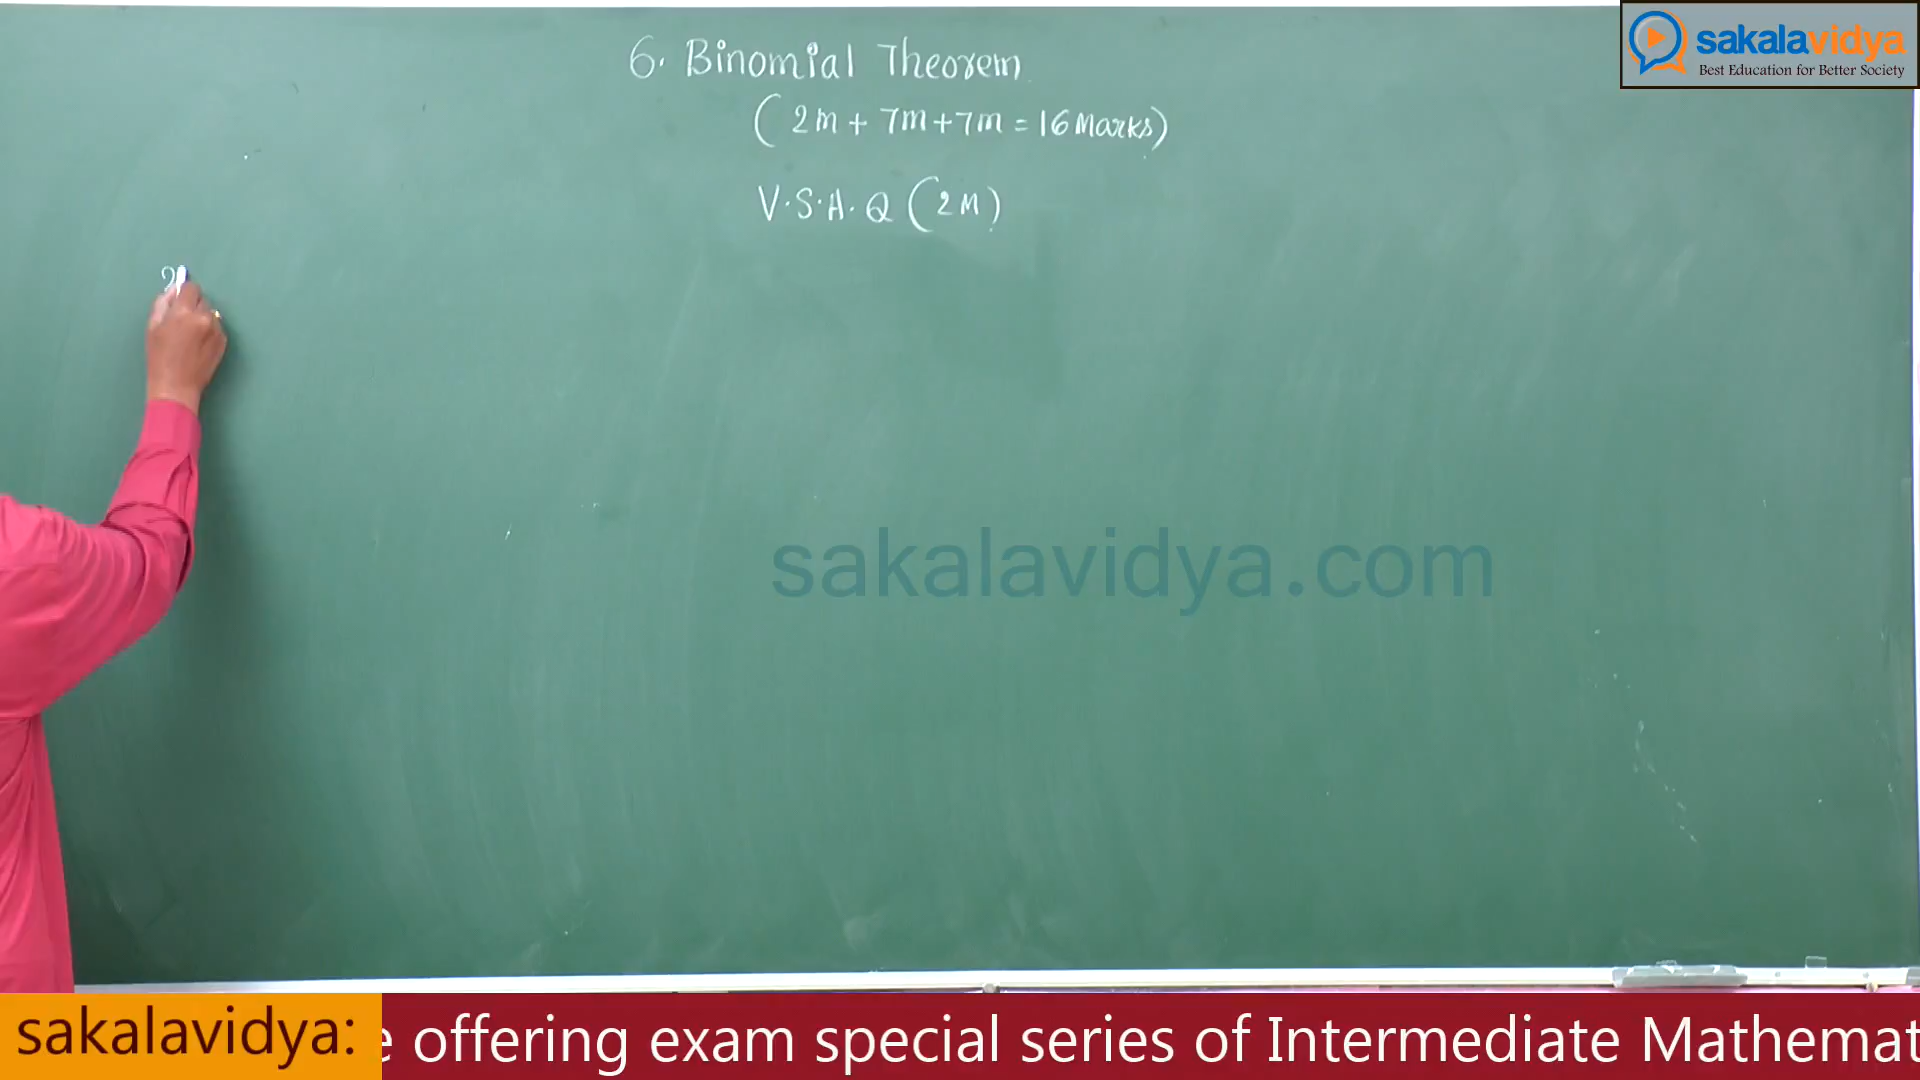 6. Binomial Theorem
(2m + 7m + 7m = 16 Marks)
V.S.A.Q (2M)
sakalavidya
Best Education for Better Society
sakalavidya.com
sakalavidya: e offering exam special series of Intermediate Mathemat